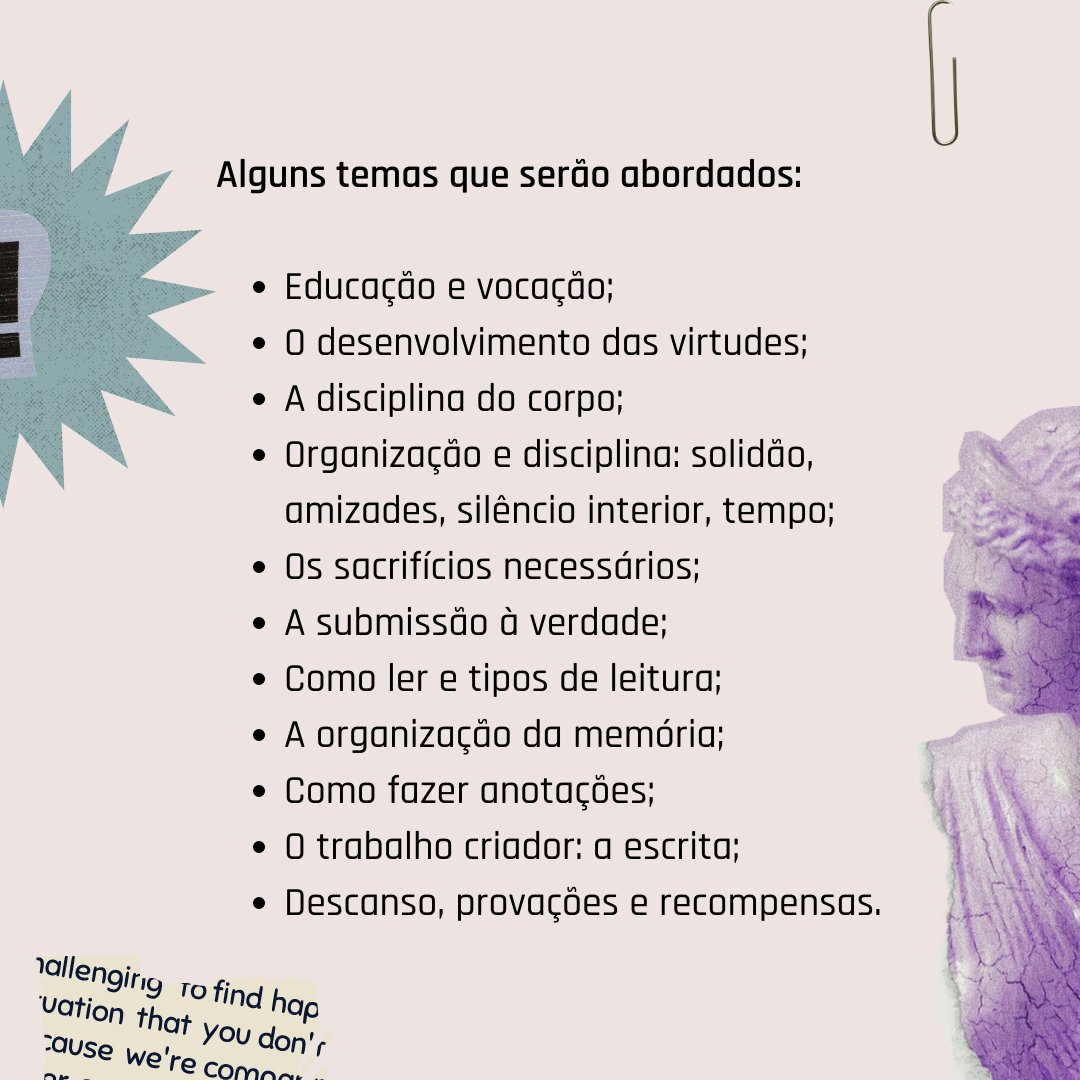 Alguns temas que serão abordados:
• Educação e vocação;
• O desenvolvimento das virtudes;
• A disciplina do corpo;
• Organização e disciplina: solidão,
amizades, silêncio interior, tempo;
• Os sacrifícios necessários;
• A submissão à verdade;
• Como ler e tipos de leitura;
• A organização da memória;
• Como fazer anotações;
• O trabalho criador: a escrita;
• Descanso, provações e recompensas.
to find
that you
we're